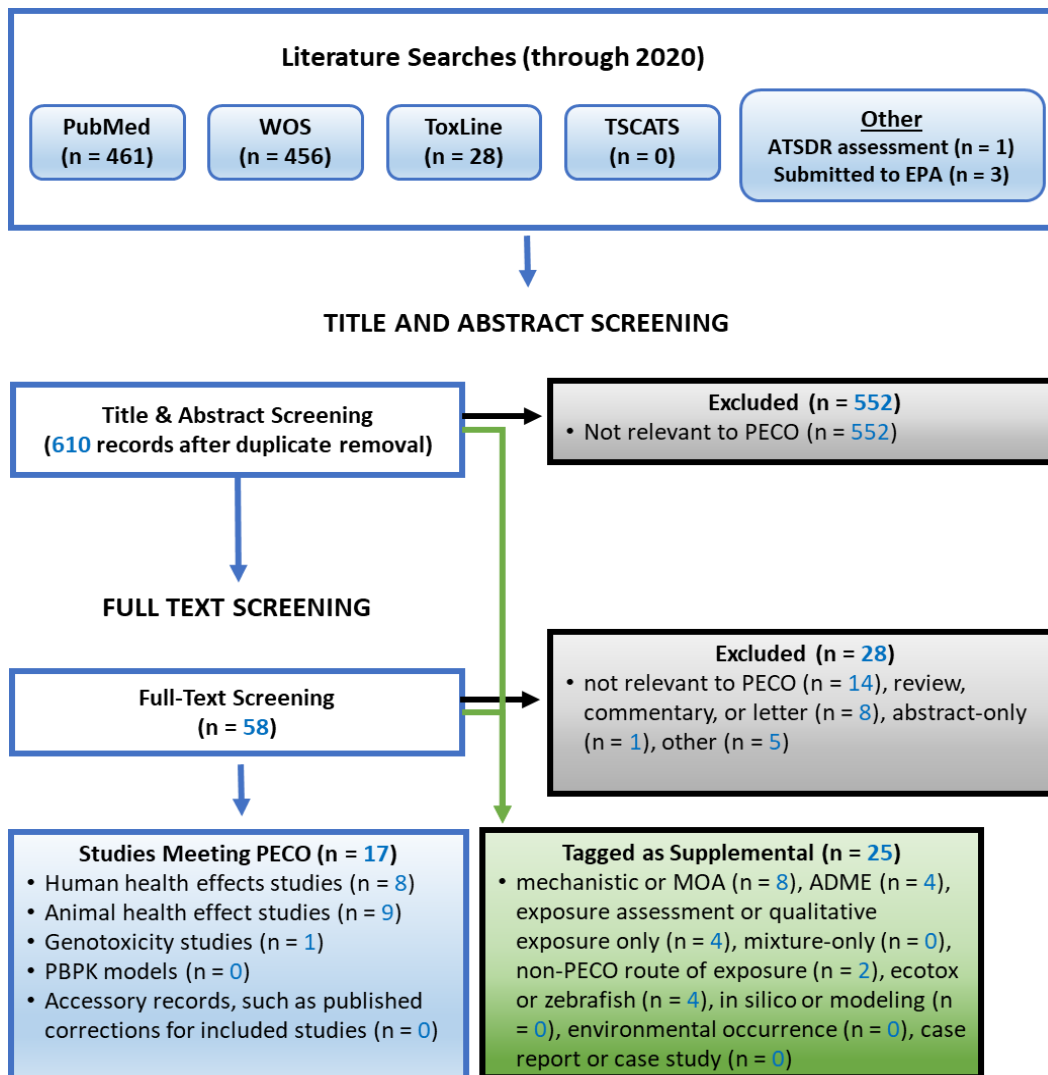 Literature Searches (through 2020)
PubMed
(n = 461)
WOS
(n = 456)
ToxLine
(n = 28)
TSCATS
(n = 0)
Other
ATSDR assessment (n = 1)
Submitted to EPA (n = 3)
TITLE AND ABSTRACT SCREENING
Title & Abstract Screening
(610 records after duplicate removal)
Excluded (n = 552)
• Not relevant to PECO (n = 552)
FULL TEXT SCREENING
Full-Text Screening
(n = 58)
Excluded (n = 28)
• not relevant to PECO (n = 14), review,
commentary, or letter (n = 8), abstract-only
(n = 1), other (n = 5)
Studies Meeting PECO (n = 17)
• Human health effects studies (n = 8)
• Animal health effect studies (n = 9)
• Genotoxicity studies (n = 1)
• PBPK models (n = 0)
• Accessory records, such as published
corrections for included studies (n = 0)
Tagged as Supplemental (n = 25)
• mechanistic or MOA (n = 8), ADME (n = 4),
exposure assessment or qualitative
exposure only (n = 4), mixture-only (n = 0),
non-PECO route of exposure (n = 2), ecotox
or zebrafish (n = 4), in silico or modeling (n
= 0), environmental occurrence (n = 0), case
report or case study (n = 0)